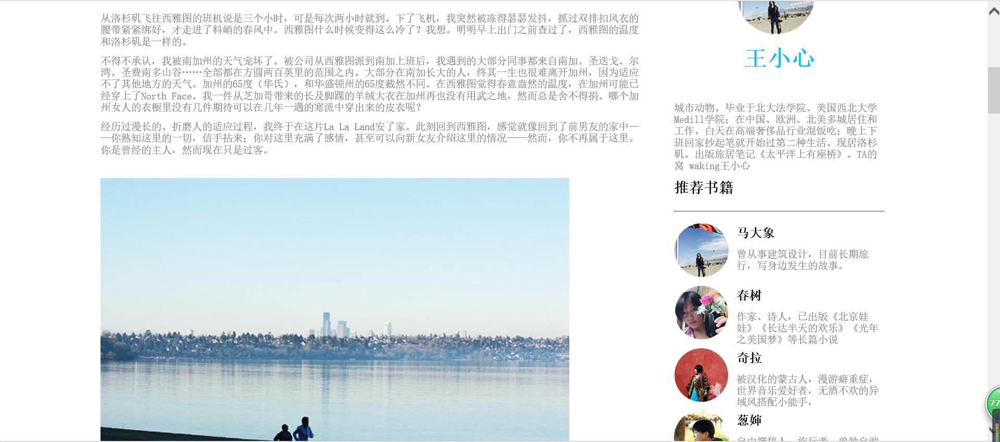 从洛杉矶飞往西雅图的班机说是三个小时，可是每次两小时就到。下了飞机，我突然被冻得瑟瑟发抖，抓过双排扣风衣的
腰带紧紧绑好，才走进了料峭的春风中。西雅图什么时候变得这么冷了？我想。明明早上出门之前查过了，西雅图的温度
和洛杉矶是一样的。
不得不承认，我被南加州的天气宠坏了。被公司从西雅图派到南加上班后，我遇到的大部分同事都来自南加。圣迭戈、尔
湾、圣费南多山谷……全部都在方圆两百英里的范围之内。大部分在南加长大的人，终其一生也很难离开加州，因为适应
不了其他地方的天气。加州的65度（华氏），和华盛顿州的65度截然不同。在西雅图觉得春意盎然的温度，在加州可能已
经穿上了North Face。我一件从芝加哥带来的长及脚踝的羊绒大衣在加州再也没有用武之地，然而总是舍不得捐。哪个加
州女人的衣橱里没有几件期待可以在几年一遇的寒流中穿出来的皮衣呢？
经历过漫长的、折磨人的适应过程，我终于在这片La La Land安了家。此刻回到西雅图，感觉就像回到了前男友的家中—
—你熟知这里的一切，信手拈来；你对这里充满了感情，甚至可以向新女友介绍这里的情况——然而，你不再属于这里。
你是曾经的主人，然而现在只是过客。
王小心
城市动物。毕业于北大法学院、美国西北大学
Medill学院；在中国、欧洲、北美多城居住和
工作。白天在高端奢侈品行业混饭吃；晚上下
班回家抄起笔就开始过第二种生活。现居洛杉
矶。出版旅居笔记《太平洋上有座桥》。TA的
窝 waking王小心
推荐书籍
马大象
曾从事建筑设计，目前长期旅
行，写身边发生的故事。
春树
作家、诗人，已出版《北京娃
娃》《长达半天的欢乐》《光年
之美国梦》等长篇小说
奇拉
被汉化的蒙古人，漫游癖重症，
世界音乐爱好者，无酒不欢的异
域风搭配小能手，
葱婶
自由撰稿人，旅行者，曾独自游
77